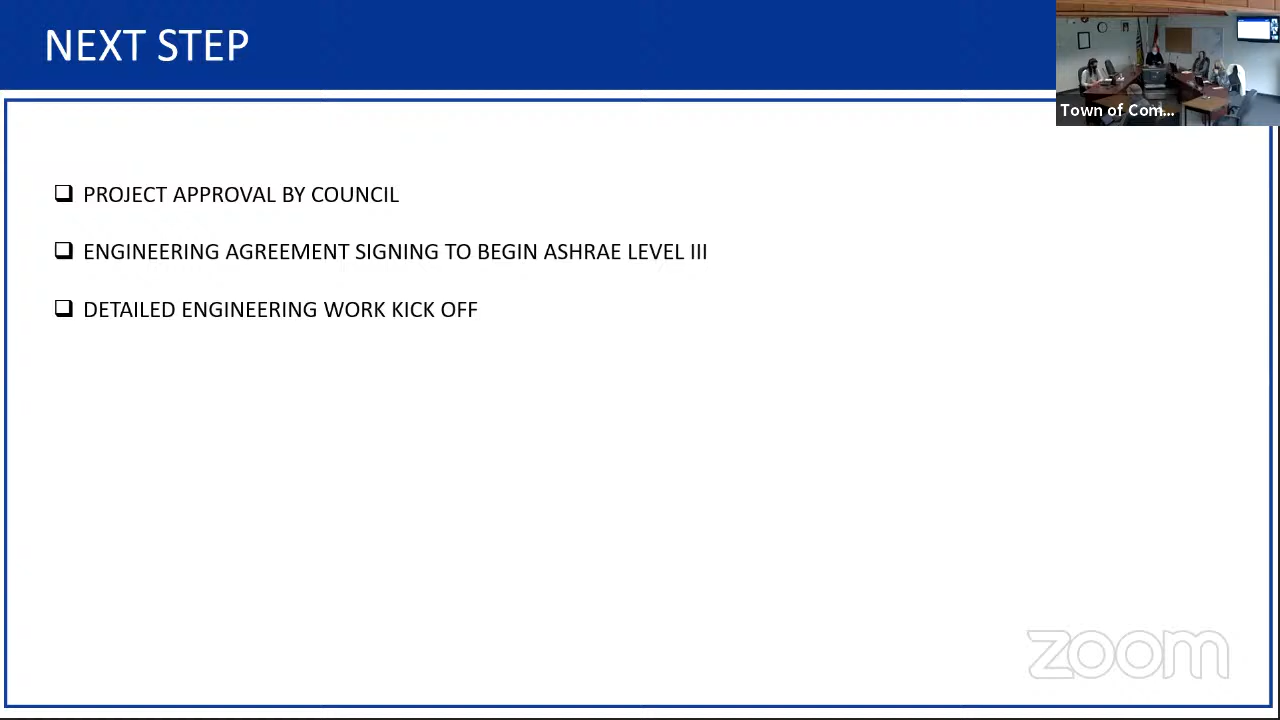 NEXT STEP
Town of Com...
PROJECT APPROVAL BY COUNCIL
ENGINEERING AGREEMENT SIGNING TO BEGIN ASHRAE LEVEL III
DETAILED ENGINEERING WORK KICK OFF
zoom